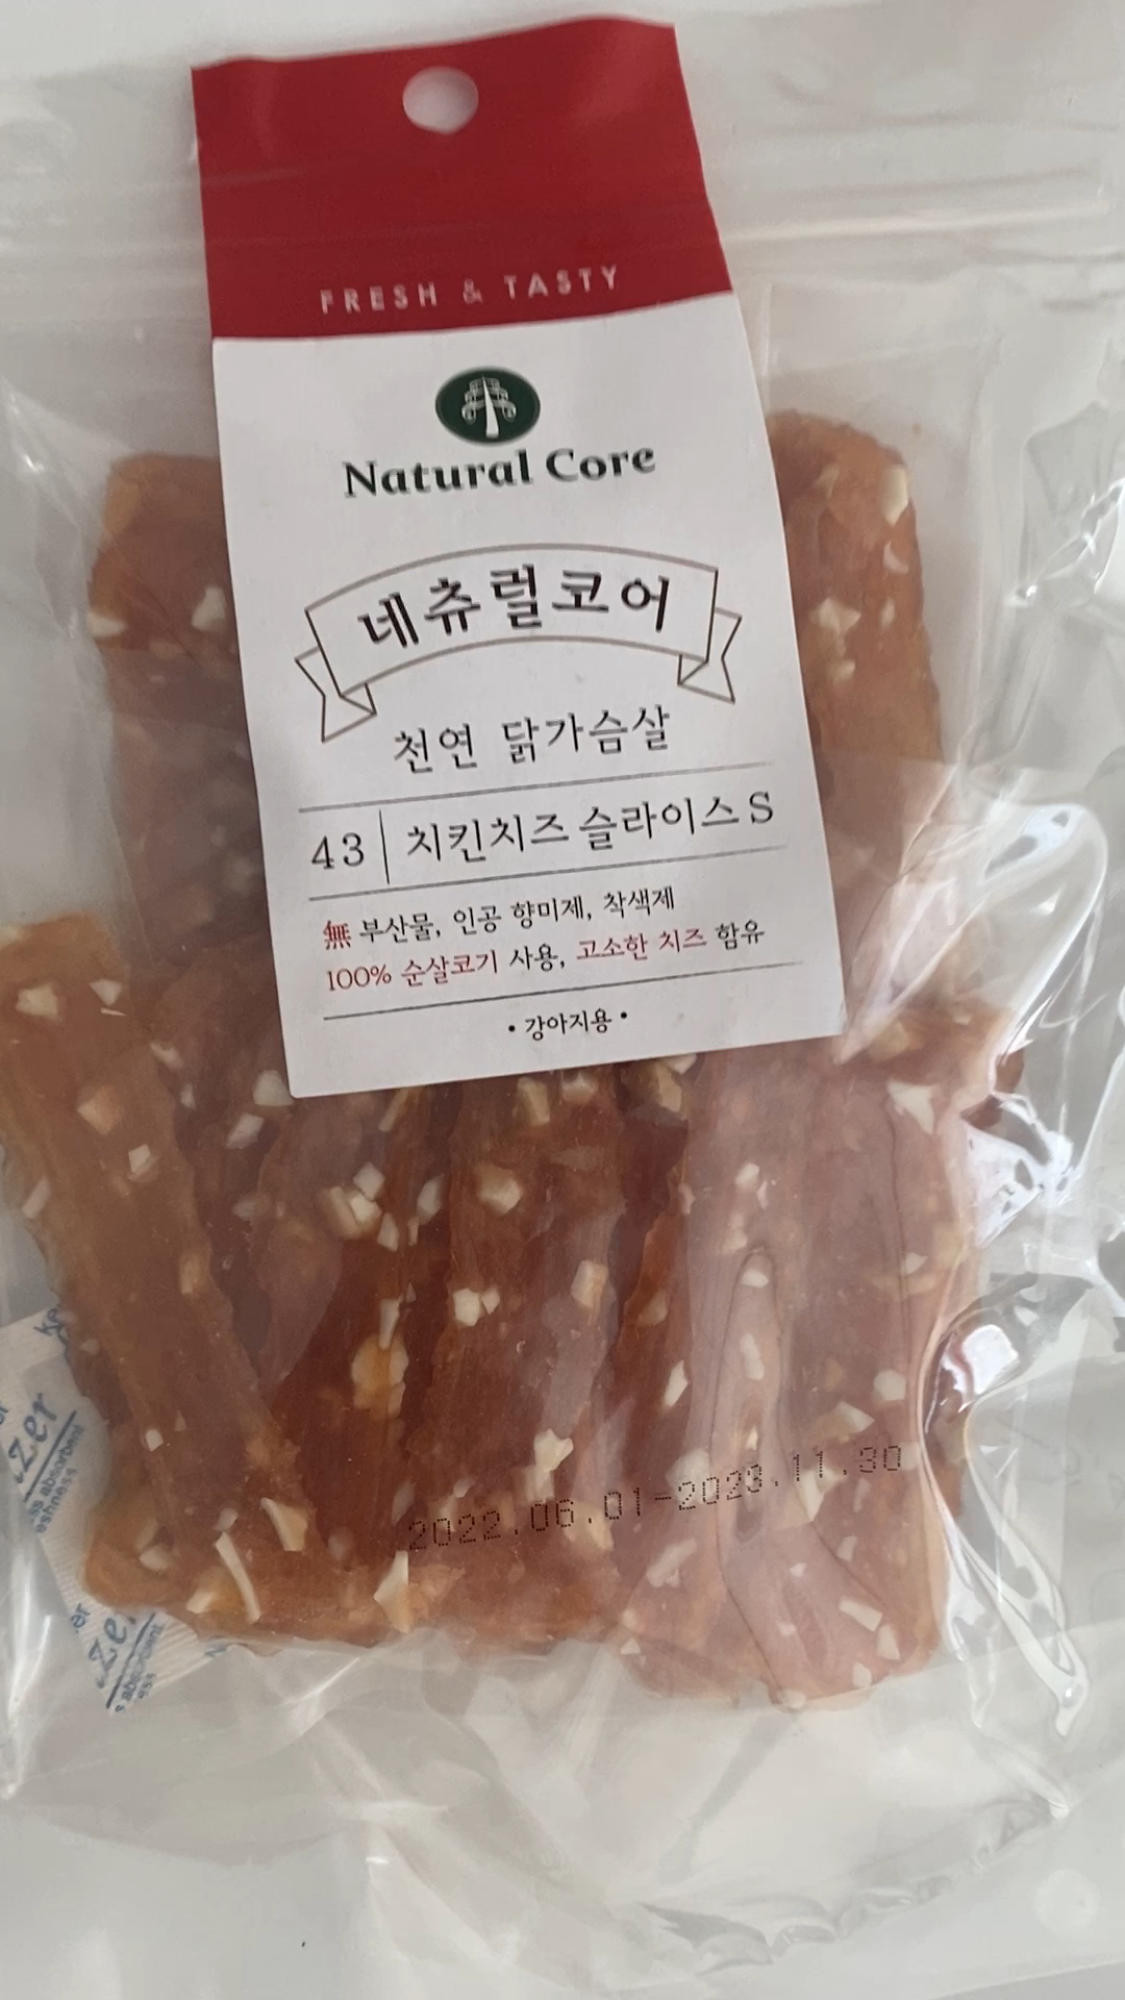 FRESH & TASTY
Natural Core
네츄럴코어
천연 닭가슴살
43 치킨치즈 슬라이스 S
無 부산물, 인공 향미제, 착색제
100% 순살코기 사용, 고소한 치즈 함유
• 강아지용 •
2022.06.01-2023.11.30